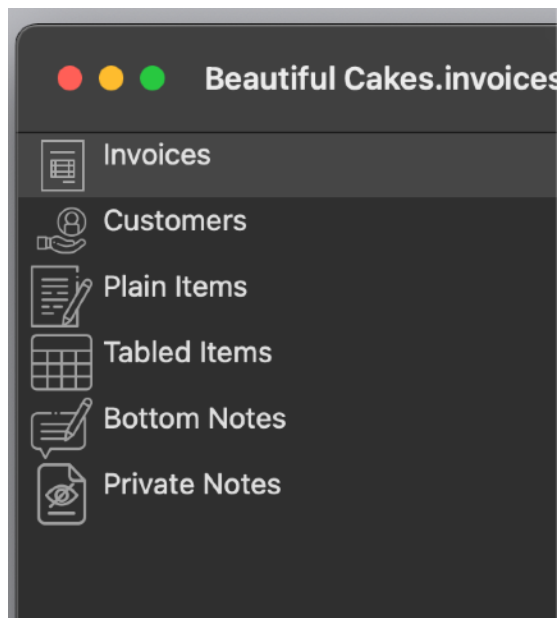 Beautiful Cakes.invoices
Invoices
Customers
Plain Items
Tabled Items
Bottom Notes
Private Notes